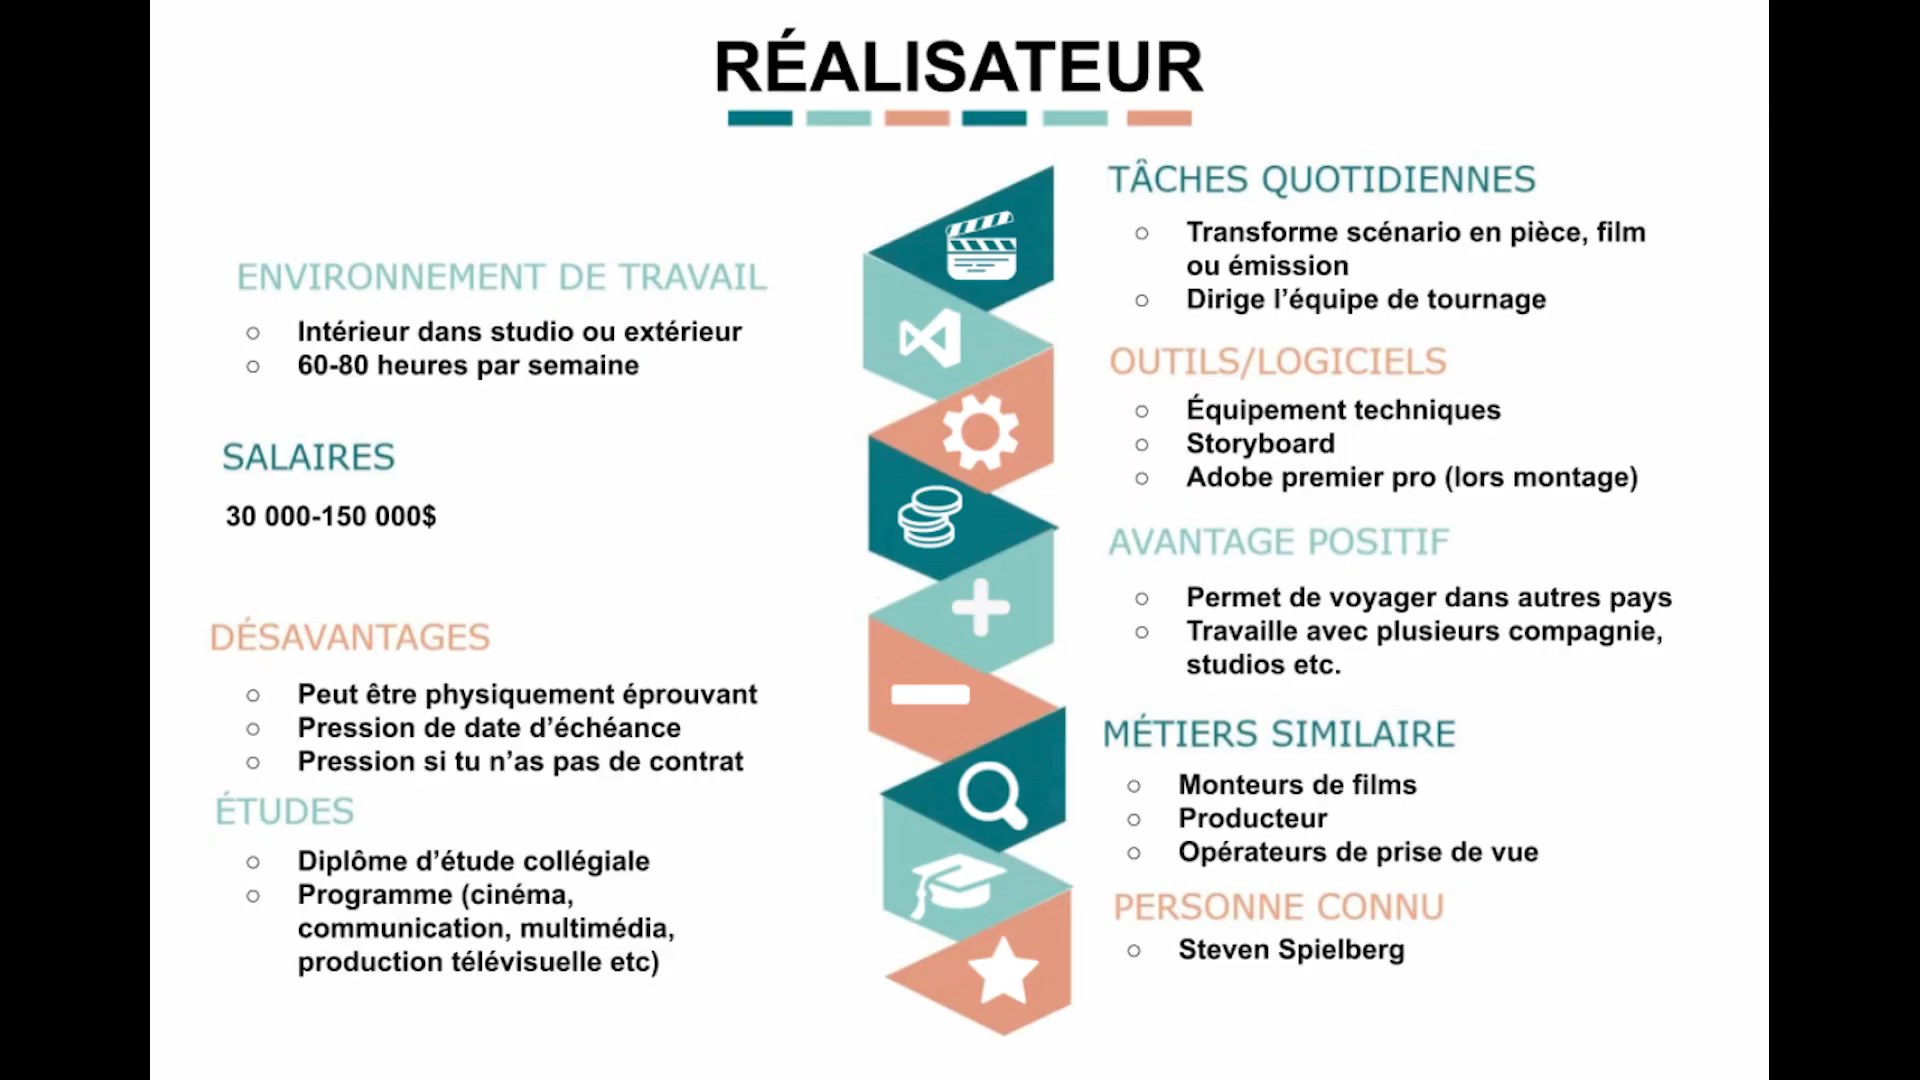 RÉALISATEUR
ENVIRONNEMENT DE TRAVAIL
Intérieur dans studio ou extérieur
60-80 heures par semaine
SALAIRES
30 000-150 000$
DÉSAVANTAGES
Peut être physiquement éprouvant
Pression de date d’échéance
Pression si tu n’as pas de contrat
ÉTUDES
Diplôme d’étude collégiale
Programme (cinéma,
communication, multimédia,
production télévisuelle etc)
TÂCHES QUOTIDIENNES
Transforme scénario en pièce, film
ou émission
Dirige l’équipe de tournage
OUTILS/LOGICIELS
Équipement techniques
Storyboard
Adobe premier pro (lors montage)
AVANTAGE POSITIF
Permet de voyager dans autres pays
Travaille avec plusieurs compagnie,
studios etc.
MÉTIERS SIMILAIRE
Monteurs de films
Producteur
Opérateurs de prise de vue
PERSONNE CONNU
Steven Spielberg